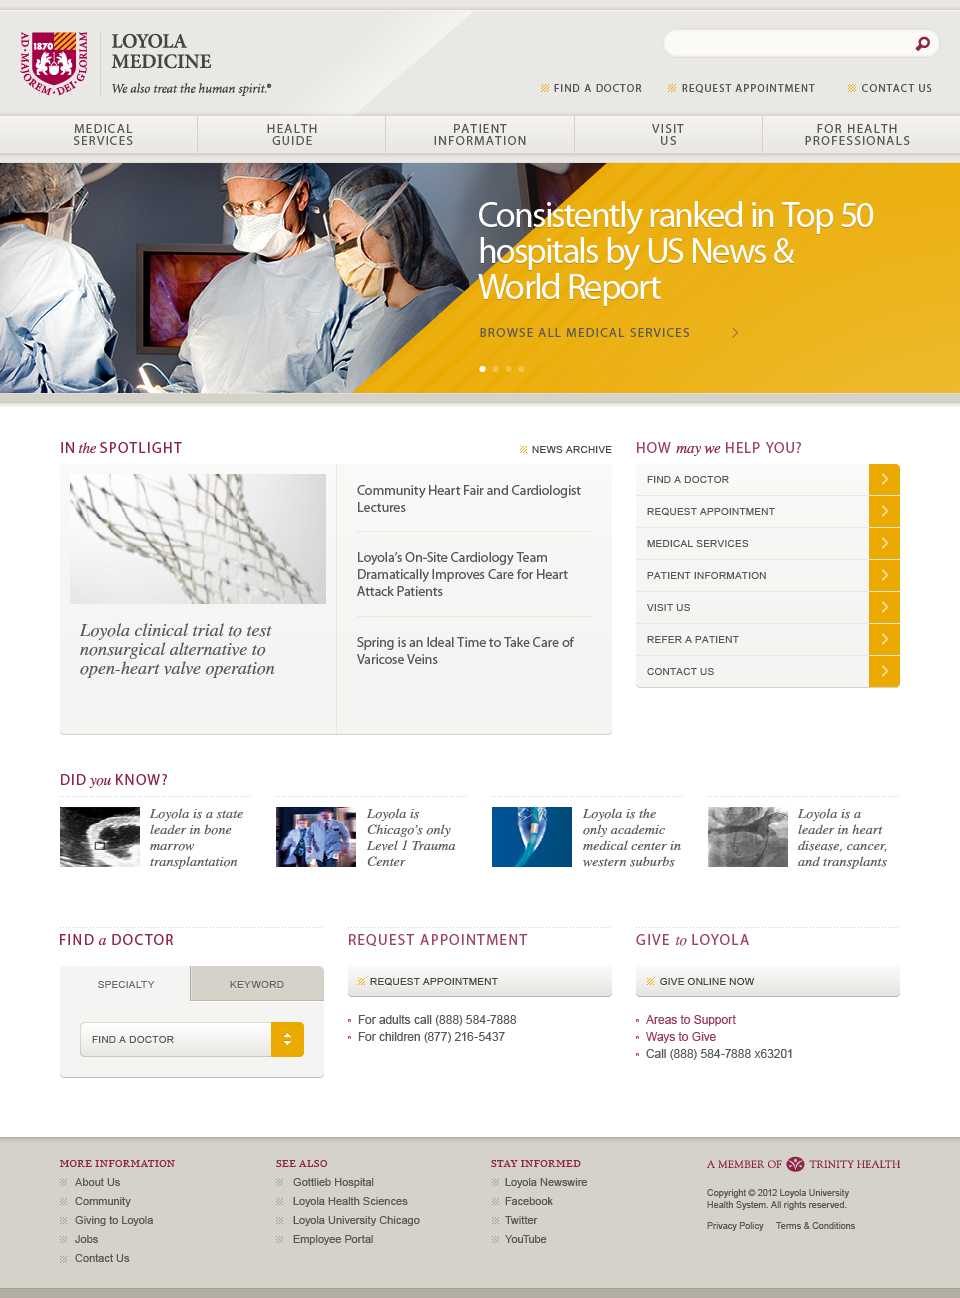 AD·MAJOREM·DEI·GLORIAM
1870
LOYOLA
MEDICINE
We also treat the human spirit.®
FIND A DOCTOR
REQUEST APPOINTMENT
CONTACT US
MEDICAL
SERVICES
HEALTH
GUIDE
PATIENT
INFORMATION
VISIT
US
FOR HEALTH
PROFESSIONALS
Consistently ranked in Top 50
hospitals by US News &
World Report
BROWSE ALL MEDICAL SERVICES
IN the SPOTLIGHT
NEWS ARCHIVE
Loyola clinical trial to test
nonsurgical alternative to
open-heart valve operation
Community Heart Fair and Cardiologist
Lectures
Loyola's On-Site Cardiology Team
Dramatically Improves Care for Heart
Attack Patients
Spring is an Ideal Time to Take Care of
Varicose Veins
HOW may we HELP YOU?
FIND A DOCTOR
REQUEST APPOINTMENT
MEDICAL SERVICES
PATIENT INFORMATION
VISIT US
REFER A PATIENT
CONTACT US
DID you KNOW?
Loyola is a state
leader in bone
marrow
transplantation
Loyola is
Chicago's only
Level 1 Trauma
Center
Loyola is the
only academic
medical center in
western suburbs
Loyola is a
leader in heart
disease, cancer,
and transplants
FIND a DOCTOR
SPECIALTY
KEYWORD
FIND A DOCTOR
REQUEST APPOINTMENT
REQUEST APPOINTMENT
For adults call (888) 584-7888
For children (877) 216-5437
GIVE to LOYOLA
GIVE ONLINE NOW
Areas to Support
Ways to Give
Call (888) 584-7888 x63201
MORE INFORMATION
About Us
Community
Giving to Loyola
Jobs
Contact Us
SEE ALSO
Gottlieb Hospital
Loyola Health Sciences
Loyola University Chicago
Employee Portal
STAY INFORMED
Loyola Newswire
Facebook
Twitter
YouTube
A MEMBER OF TRINITY HEALTH
Copyright © 2012 Loyola University
Health System. All rights reserved.
Privacy Policy
Terms & Conditions